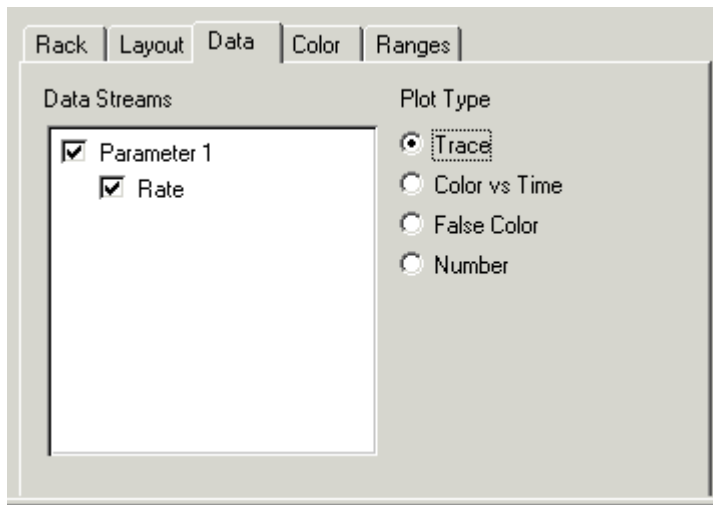 Rack Layout Data Color Ranges
Data Streams
Parameter 1
Rate
Plot Type
Trace
Color vs Time
False Color
Number